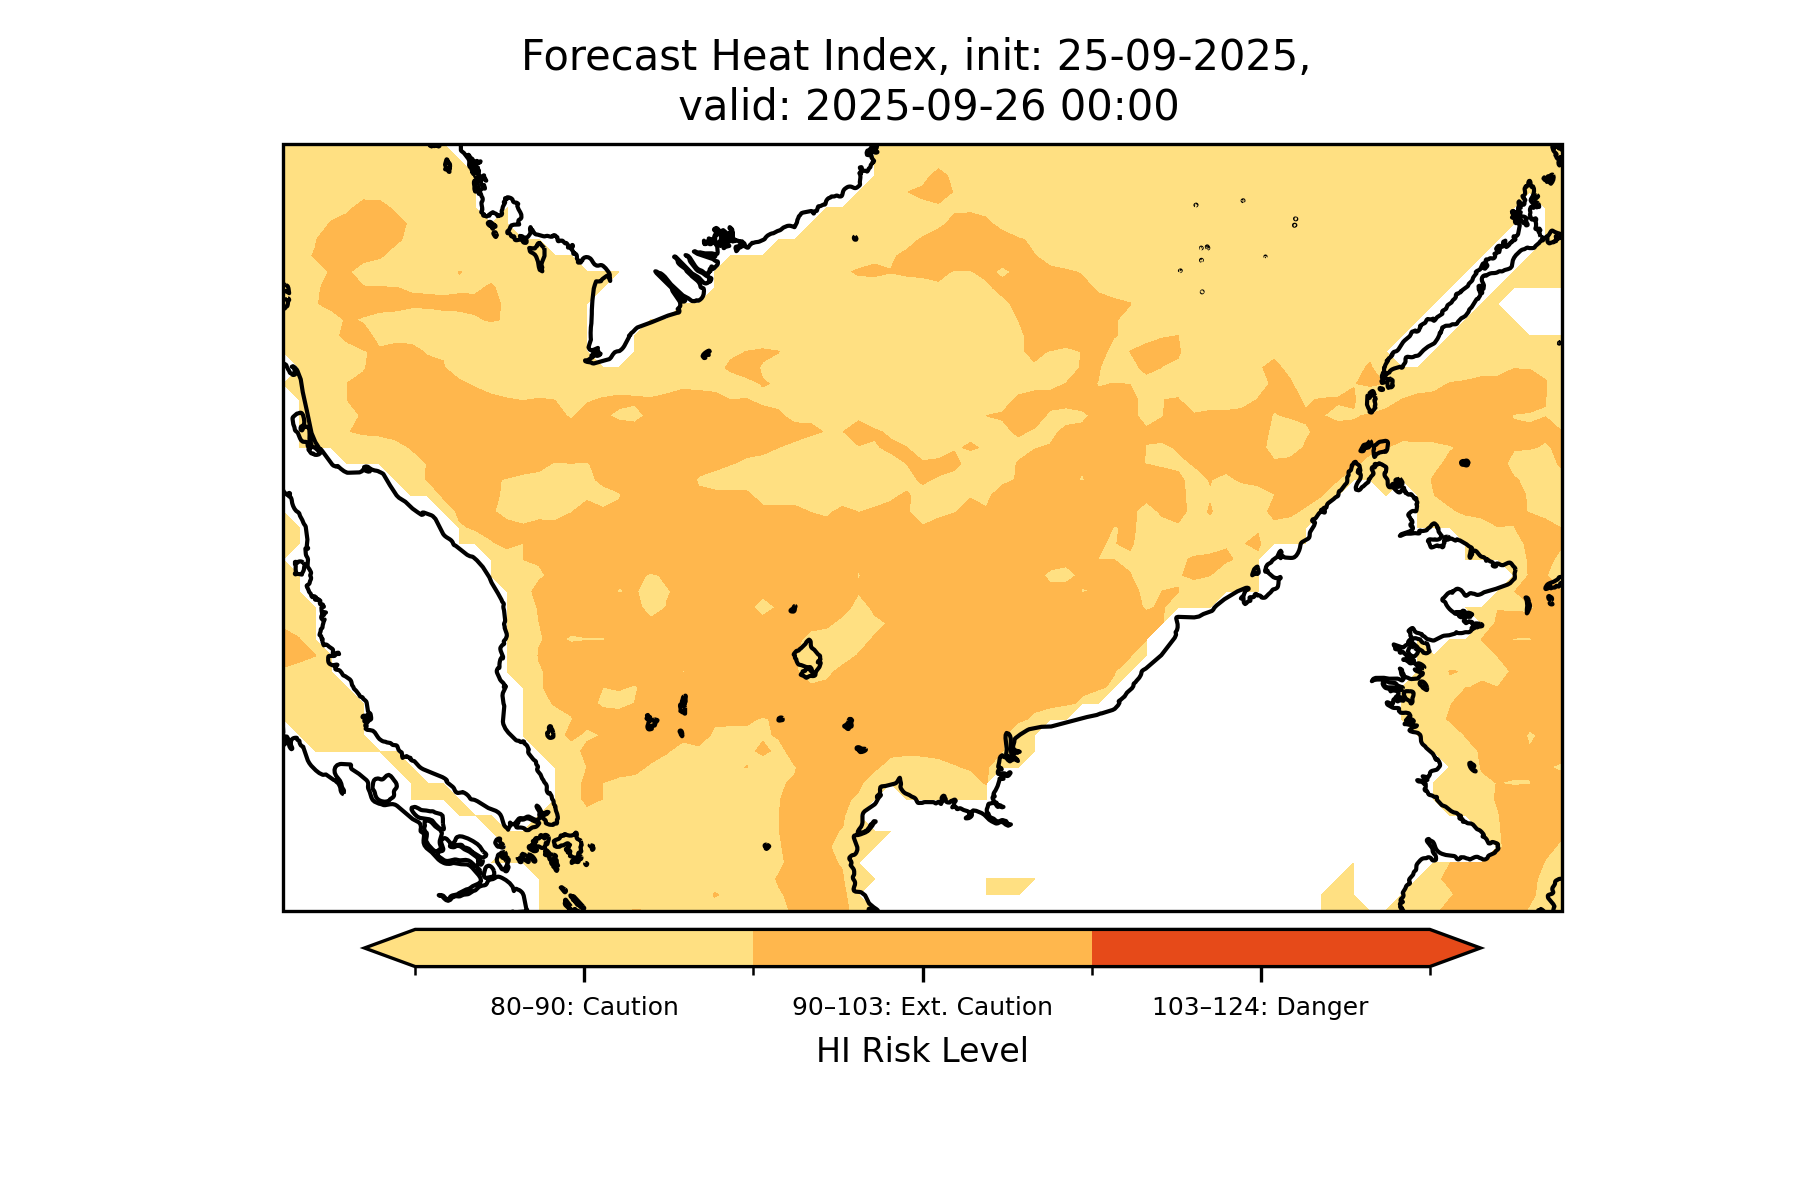 Forecast Heat Index, init: 25-09-2025,
valid: 2025-09-26 00:00
80–90: Caution
90–103: Ext. Caution
103–124: Danger
HI Risk Level